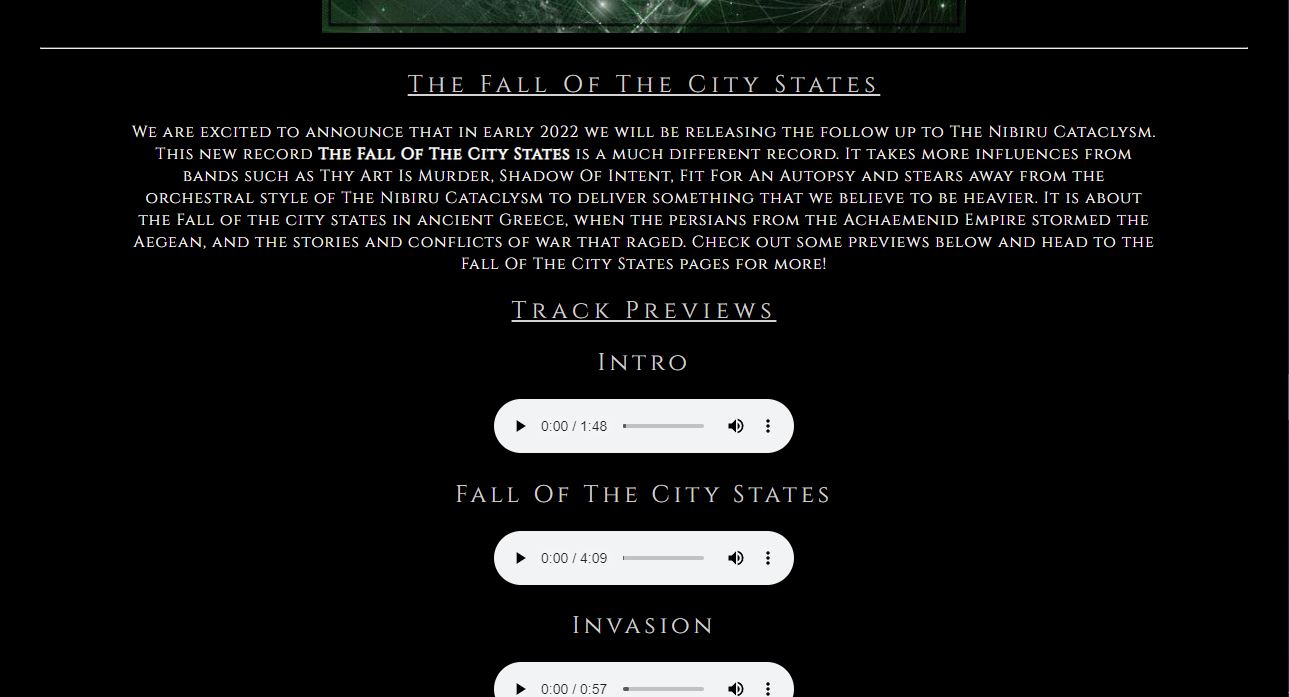 The Fall Of The City States
We are excited to announce that in early 2022 we will be releasing the follow up to The Nibiru Cataclysm.
This new record The Fall Of The City States is a much different record. It takes more influences from
bands such as Thy Art Is Murder, Shadow Of Intent, Fit For An Autopsy and stears away from the
orchestral style of The Nibiru Cataclysm to deliver something that we believe to be heavier. It is about
the Fall of the city states in ancient Greece, when the persians from the Achaemenid Empire stormed the
Aegean, and the stories and conflicts of war that raged. Check out some previews below and head to the
Fall Of The City States pages for more!
Track Previews
Intro
0:00 / 1:48
Fall Of The City States
0:00 / 4:09
Invasion
0:00 / 0:57